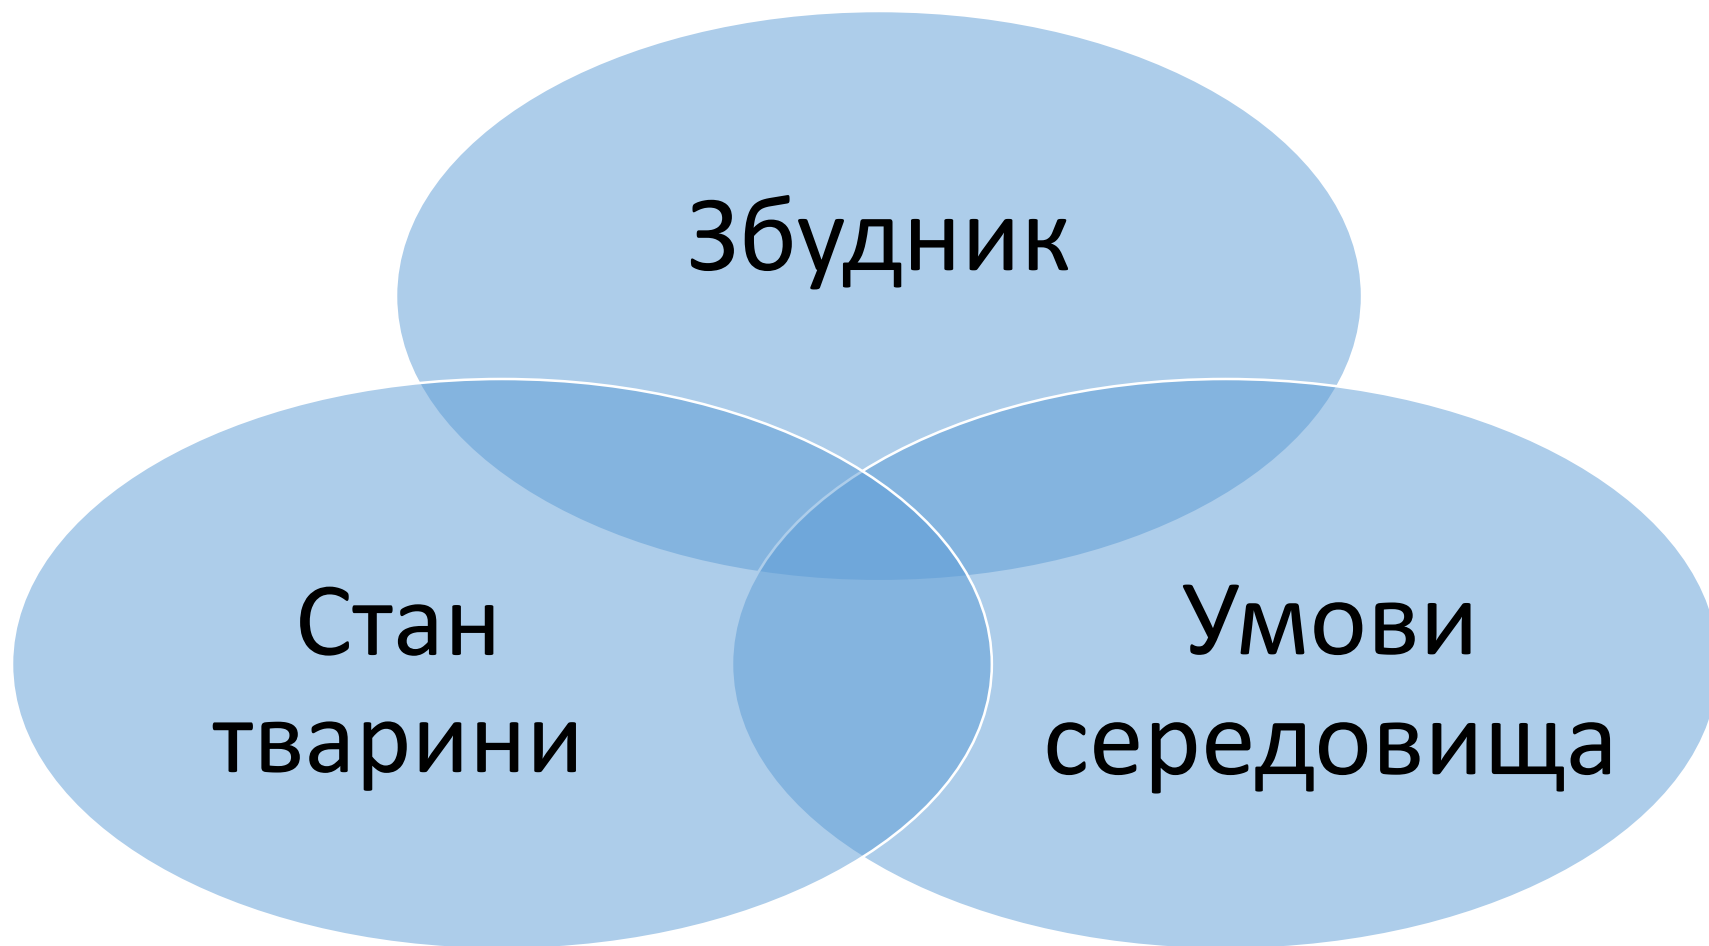 Збудник
Стан
тварини
Умови
середовища